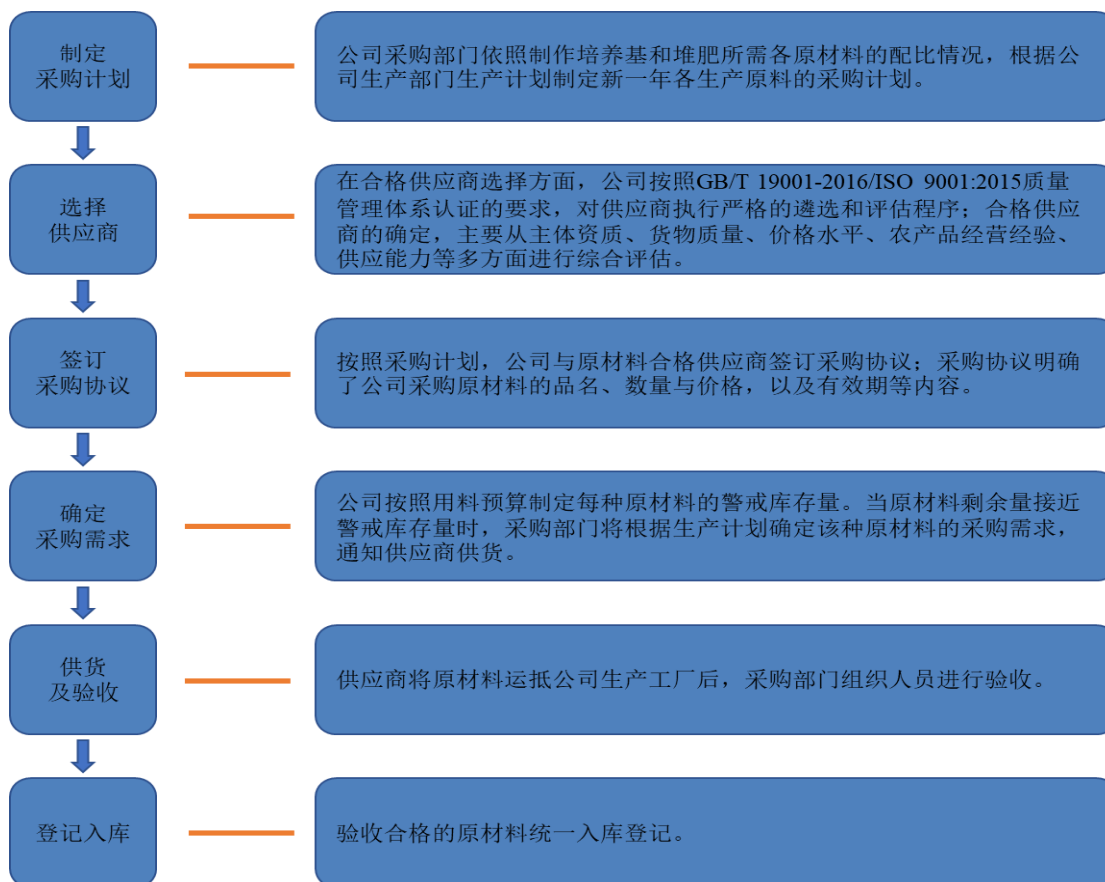 制定
采购计划
公司采购部门依照制作培养基和堆肥所需各原材料的配比情况，根据公
司生产部门生产计划制定新一年各生产原料的采购计划。
选择
供应商
在合格供应商选择方面，公司按照GB/T 19001-2016/ISO 9001:2015质量
管理体系认证的要求，对供应商执行严格的遴选和评估程序；合格供应
商的确定，主要从主体资质、货物质量、价格水平、农产品经营经验、
供应能力等多方面进行综合评估。
签订
采购协议
按照采购计划，公司与原材料合格供应商签订采购协议；采购协议明确
了公司采购原材料的品名、数量与价格，以及有效期等内容。
确定
采购需求
公司按照用料预算制定每种原材料的警戒库存量。当原材料剩余量接近
警戒库存量时，采购部门将根据生产计划确定该种原材料的采购需求，
通知供应商供货。
供货
及验收
供应商将原材料运抵公司生产工厂后，采购部门组织人员进行验收。
登记入库
验收合格的原材料统一入库登记。